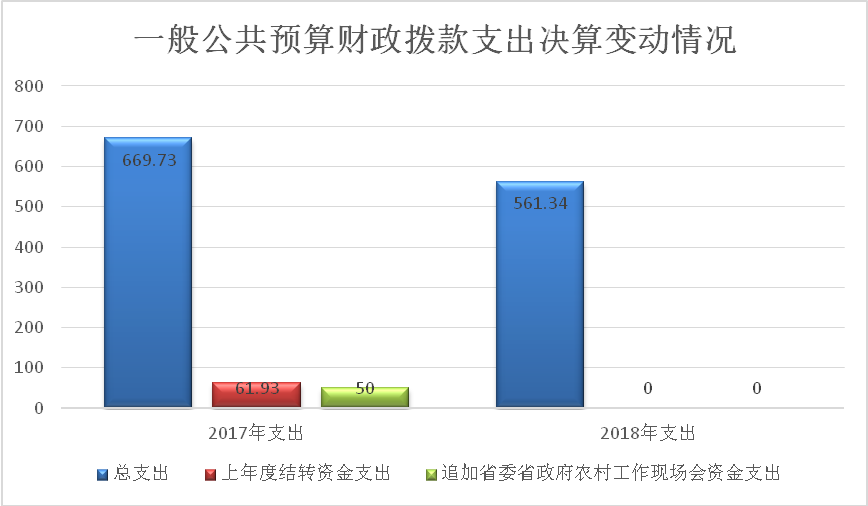 一般公共预算财政拨款支出决算变动情况
800
700
600
500
400
300
200
100
0
669.73
61.93
50
561.34
0
0
2017年支出
2018年支出
总支出
上年度结转资金支出
追加省委省政府农村工作现场会资金支出